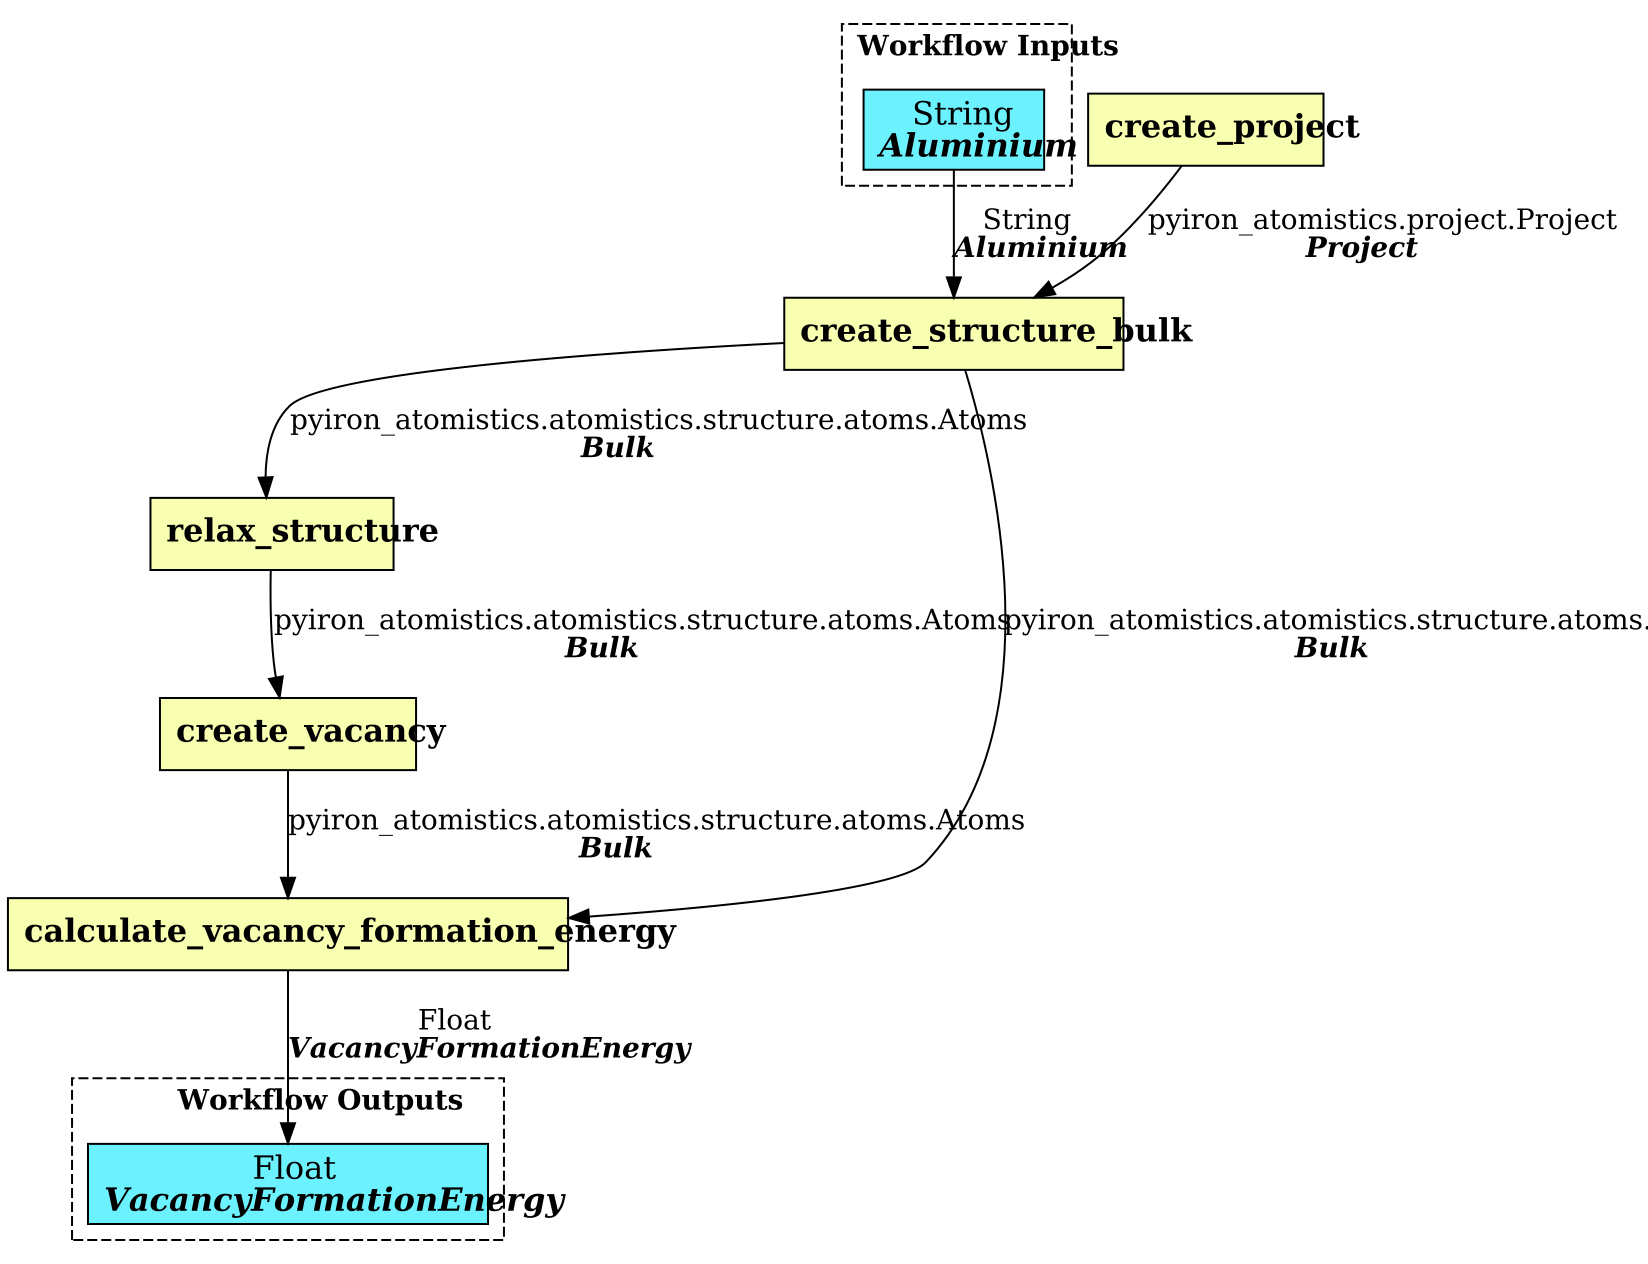 Workflow Inputs
String
Aluminium
create_project
String
Aluminium
pyiron_atomistics.project.Project
Project
create_structure_bulk
pyiron_atomistics.atomistics.structure.atoms.Atoms
Bulk
relax_structure
pyiron_atomistics.atomistics.structure.atoms.Atoms
Bulk
pyiron_atomistics.atomistics.structure.atoms.
Bulk
create_vacancy
pyiron_atomistics.atomistics.structure.atoms.Atoms
Bulk
calculate_vacancy_formation_energy
Float
VacancyFormationEnergy
Workflow Outputs
Float
VacancyFormationEnergy